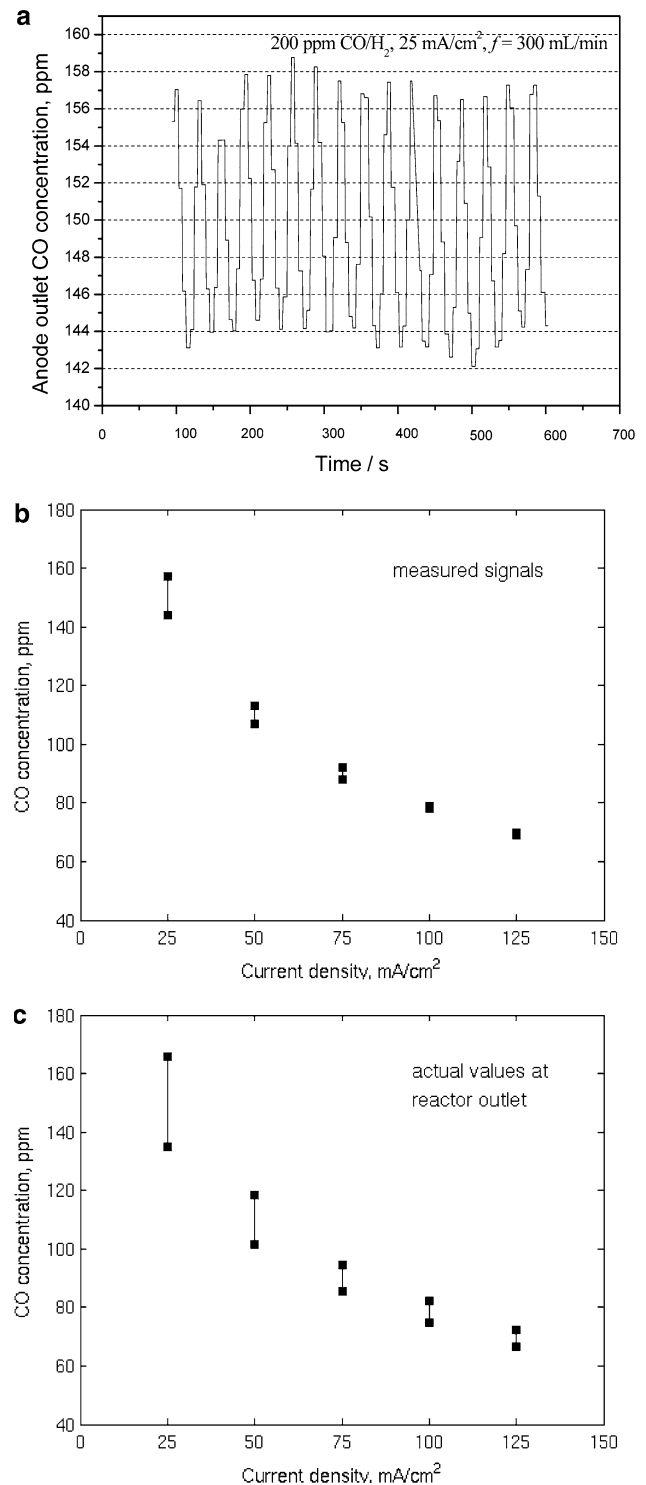 a
200 ppm CO/H2, 25 mA/cm2, f = 300 mL/min
Anode outlet CO concentration, ppm
160
158
156
154
152
150
148
146
144
142
140
0 100 200 300 400 500 600 700
Time / s
b
measured signals
CO concentration, ppm
180
160
140
120
100
80
60
40
0 25 50 75 100 125 150
Current density, mA/cm2
c
actual values at
reactor outlet
CO concentration, ppm
180
160
140
120
100
80
60
40
0 25 50 75 100 125 150
Current density, mA/cm2